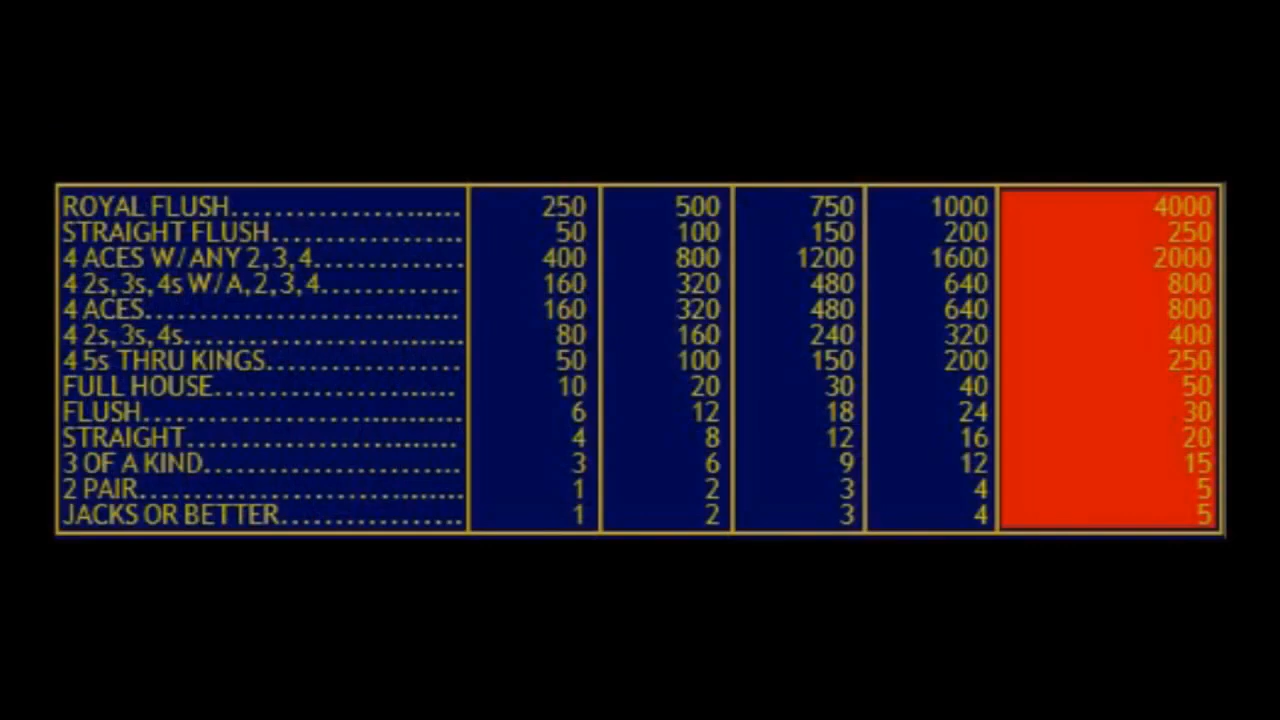 ROYAL FLUSH........................ 250 500 750 1000 4000
STRAIGHT FLUSH.................... 50 100 150 200 250
4 ACES W/ANY 2,3,4............... 400 800 1200 1600 2000
4 2s,3s,4s W/A,2,3,4............. 160 320 480 640 800
4 ACES.............................. 160 320 480 640 800
4 2s,3s,4s.......................... 80 160 240 320 400
4 5s THRU KINGS.................. 50 100 150 200 250
FULL HOUSE........................ 10 20 30 40 50
FLUSH............................... 6 12 18 24 30
STRAIGHT........................... 4 8 12 16 20
3 OF A KIND........................ 3 6 9 12 15
2 PAIR............................... 1 2 3 4 5
JACKS OR BETTER................. 1 2 3 4 5